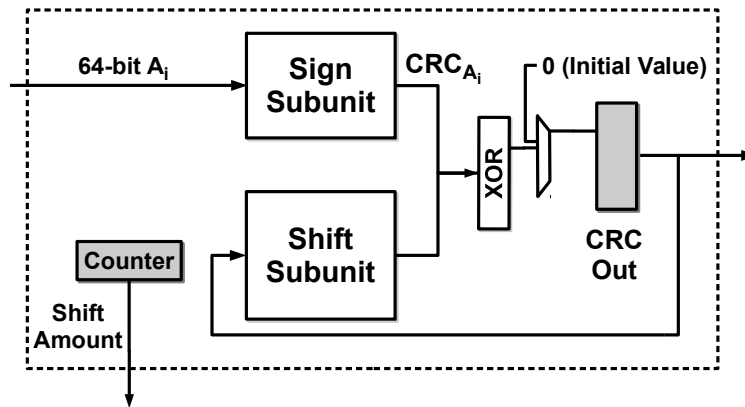 64-bit Ai
Sign
Subunit
CRCAi
0 (Initial Value)
XOR
Shift
Subunit
CRC
Out
Counter
Shift
Amount